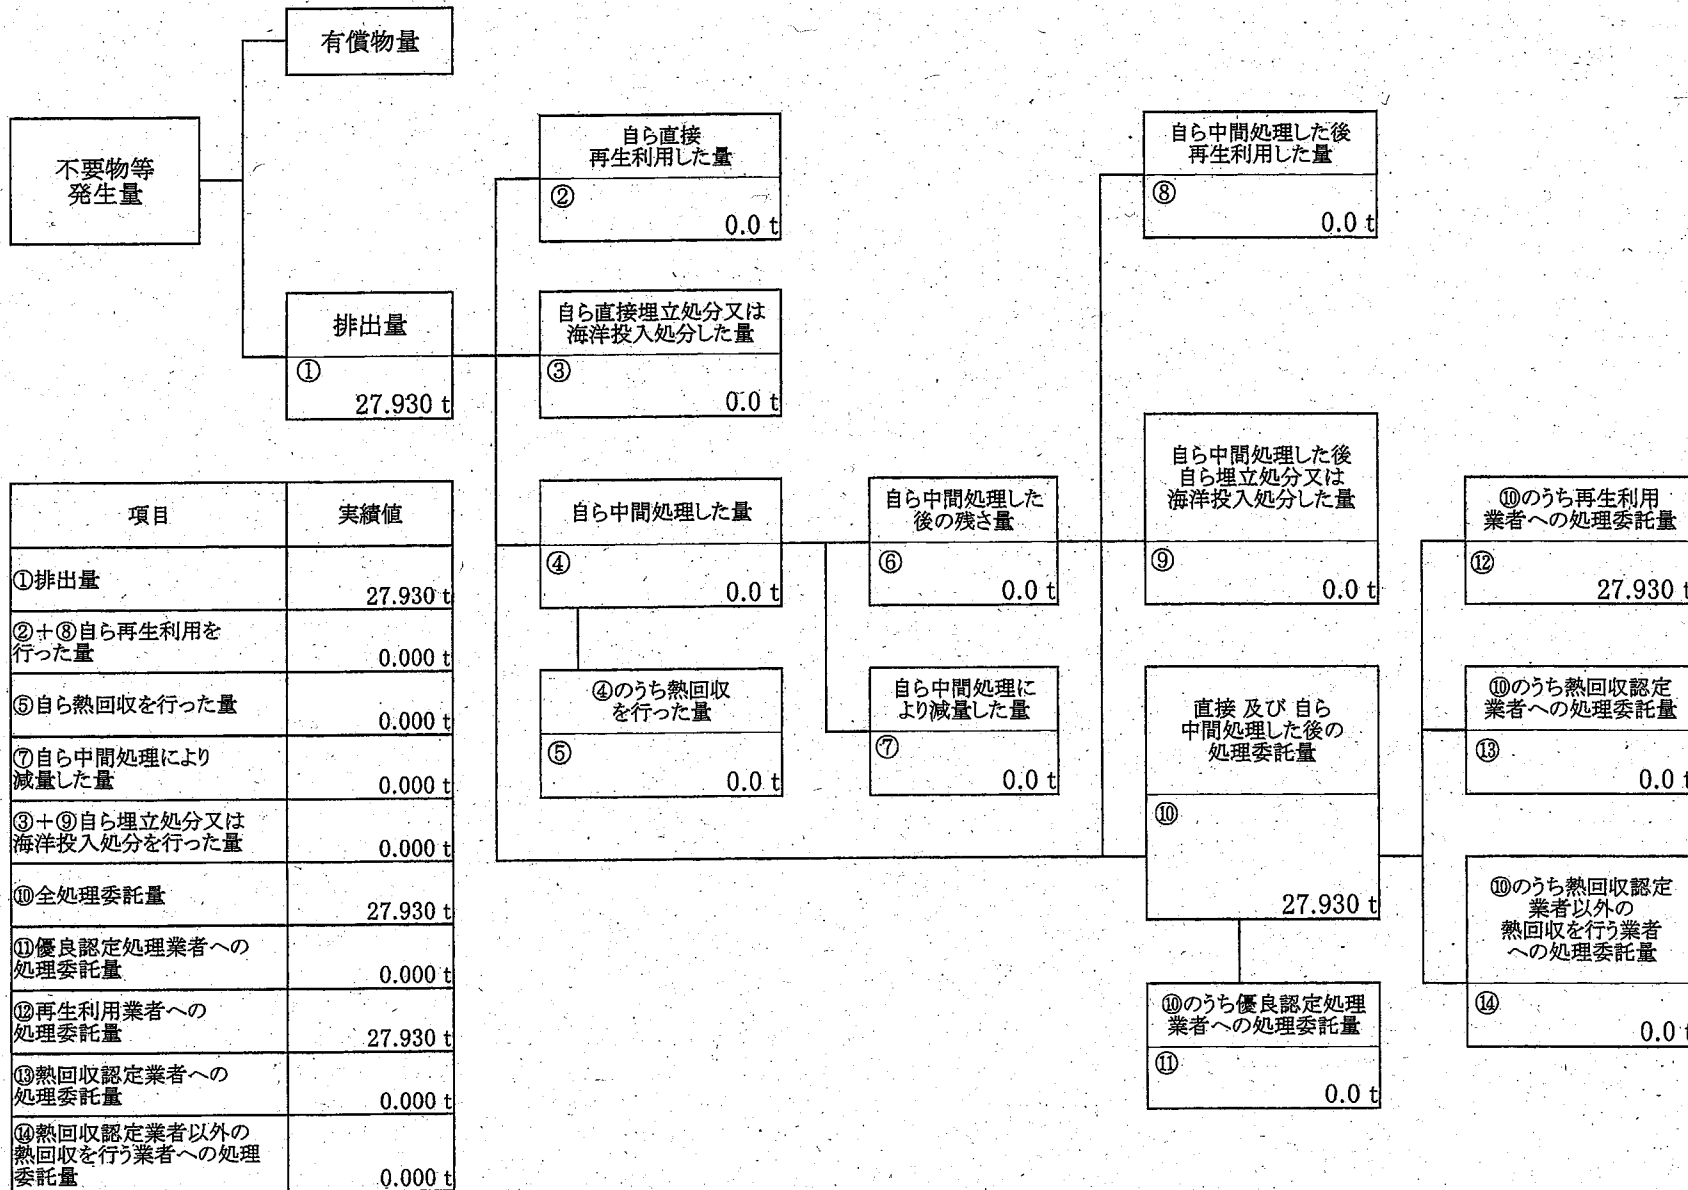 有償物量
不要物等
発生量
排出量
①
27.930 t
自ら直接
再生利用した量
②
0.0 t
自ら直接埋立処分又は
海洋投入処分した量
③
0.0 t
自ら中間処理した量
④
0.0 t
④のうち熱回収
を行った量
⑤
0.0 t
自ら中間処理した
後の残さ量
⑥
0.0 t
自ら中間処理に
より減量した量
⑦
0.0 t
自ら中間処理した後
再生利用した量
⑧
0.0 t
自ら中間処理した後
自ら埋立処分又は
海洋投入処分した量
⑨
0.0 t
直接 及び 自ら
中間処理した後の
処理委託量
⑩
27.930 t
⑩のうち優良認定処理
業者への処理委託量
⑪
0.0 t
⑩のうち再生利用
業者への処理委託量
⑫
27.930 t
⑩のうち熱回収認定
業者への処理委託量
⑬
0.0 t
⑩のうち熱回収認定
業者以外の
熱回収を行う業者
への処理委託量
⑭
0.0 t
項目 実績値
①排出量 27.930 t
②+⑧自ら再生利用を
行った量 0.000 t
⑤自ら熱回収を行った量 0.000 t
⑦自ら中間処理により
減量した量 0.000 t
③+⑨自ら埋立処分又は
海洋投入処分を行った量 0.000 t
⑩全処理委託量 27.930 t
⑪優良認定処理業者への
処理委託量 0.000 t
⑫再生利用業者への
処理委託量 27.930 t
⑬熱回収認定業者への
処理委託量 0.000 t
⑭熱回収認定業者以外の
熱回収を行う業者への処理
委託量 0.000 t